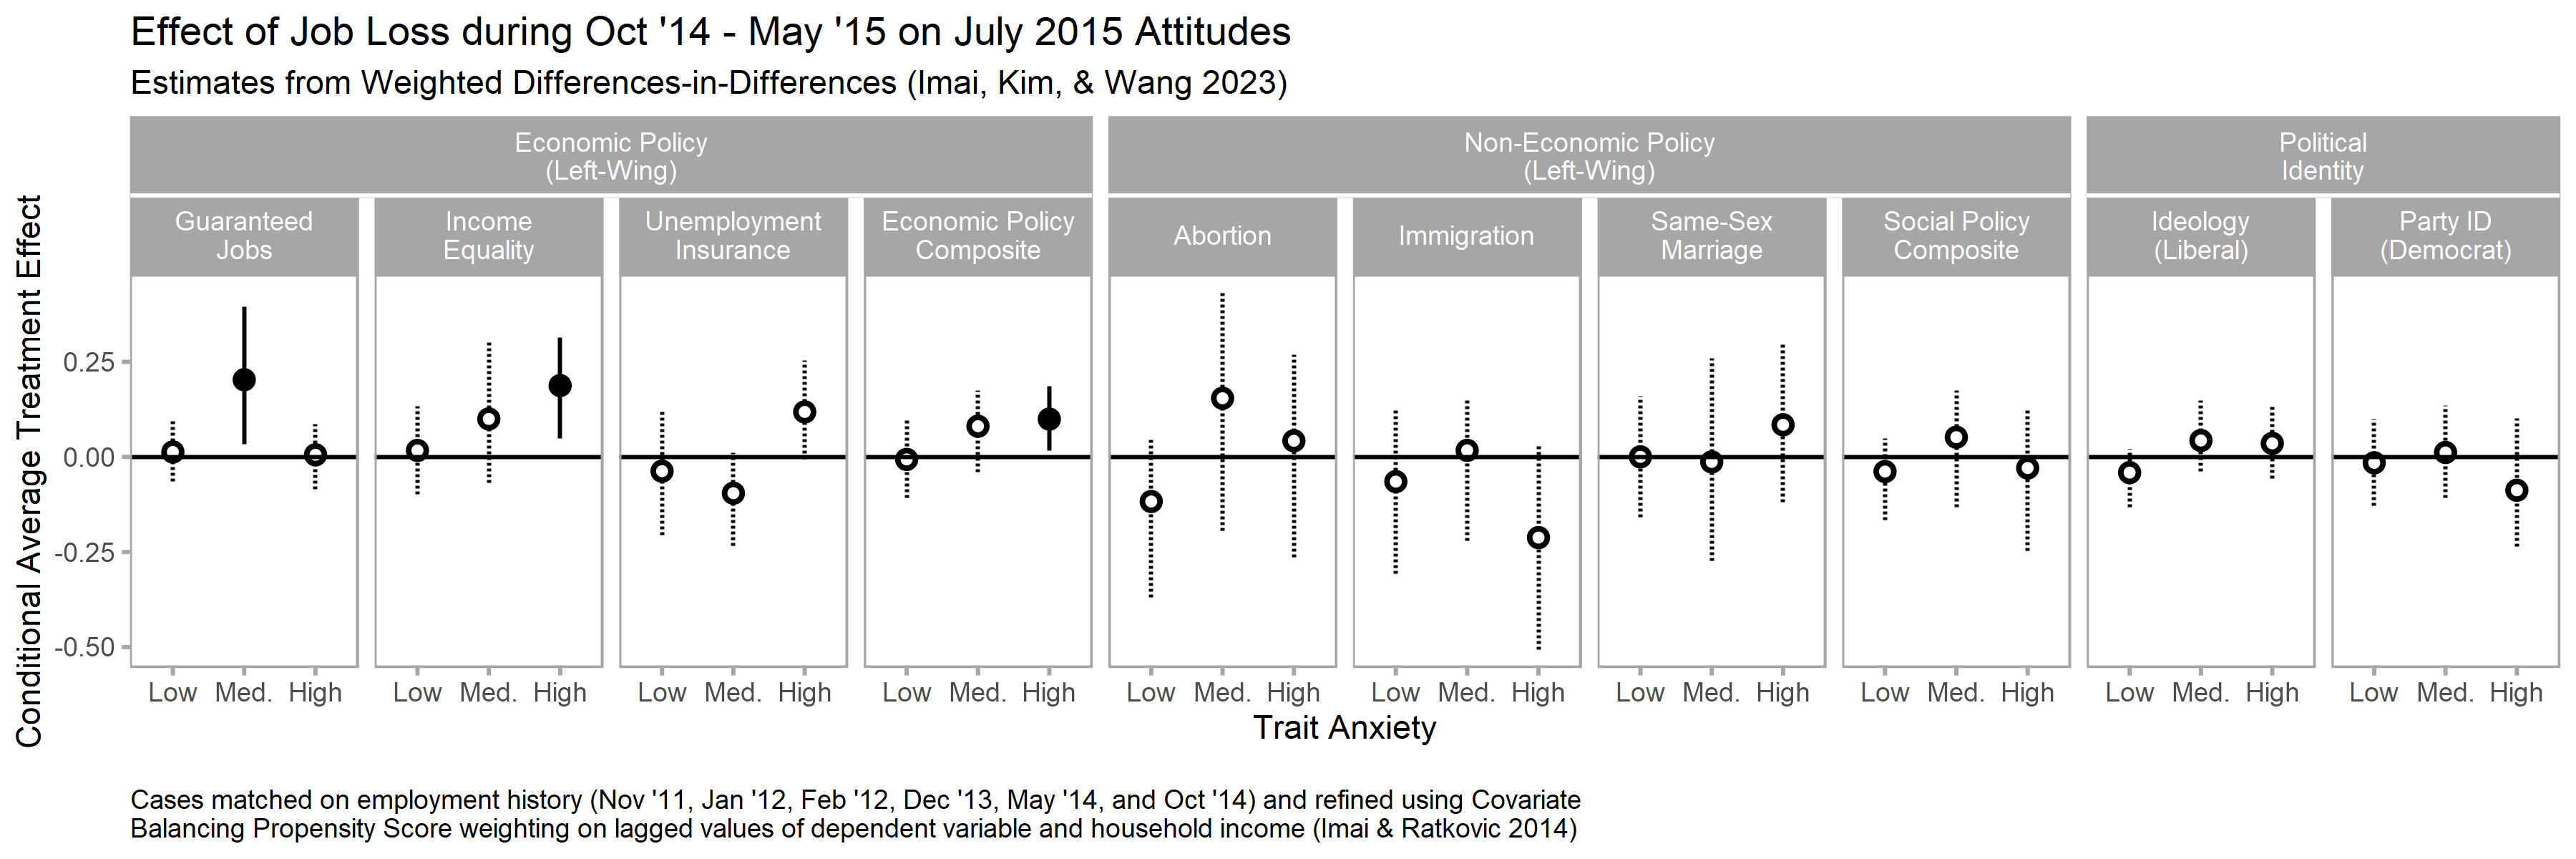 Effect of Job Loss during Oct '14 - May '15 on July 2015 Attitudes
Estimates from Weighted Differences-in-Differences (Imai, Kim, & Wang 2023)
Economic Policy
(Left-Wing)
Non-Economic Policy
(Left-Wing)
Political
Identity
Guaranteed
Jobs
Income
Equality
Unemployment
Insurance
Economic Policy
Composite
Abortion
Immigration
Same-Sex
Marriage
Social Policy
Composite
Ideology
(Liberal)
Party ID
(Democrat)
Conditional Average Treatment Effect
0.25
0.00
-0.25
-0.50
Low Med. High
Low Med. High
Low Med. High
Low Med. High
Low Med. High
Low Med. High
Low Med. High
Low Med. High
Low Med. High
Low Med. High
Trait Anxiety
Cases matched on employment history (Nov '11, Jan '12, Feb '12, Dec '13, May '14, and Oct '14) and refined using Covariate
Balancing Propensity Score weighting on lagged values of dependent variable and household income (Imai & Ratkovic 2014)